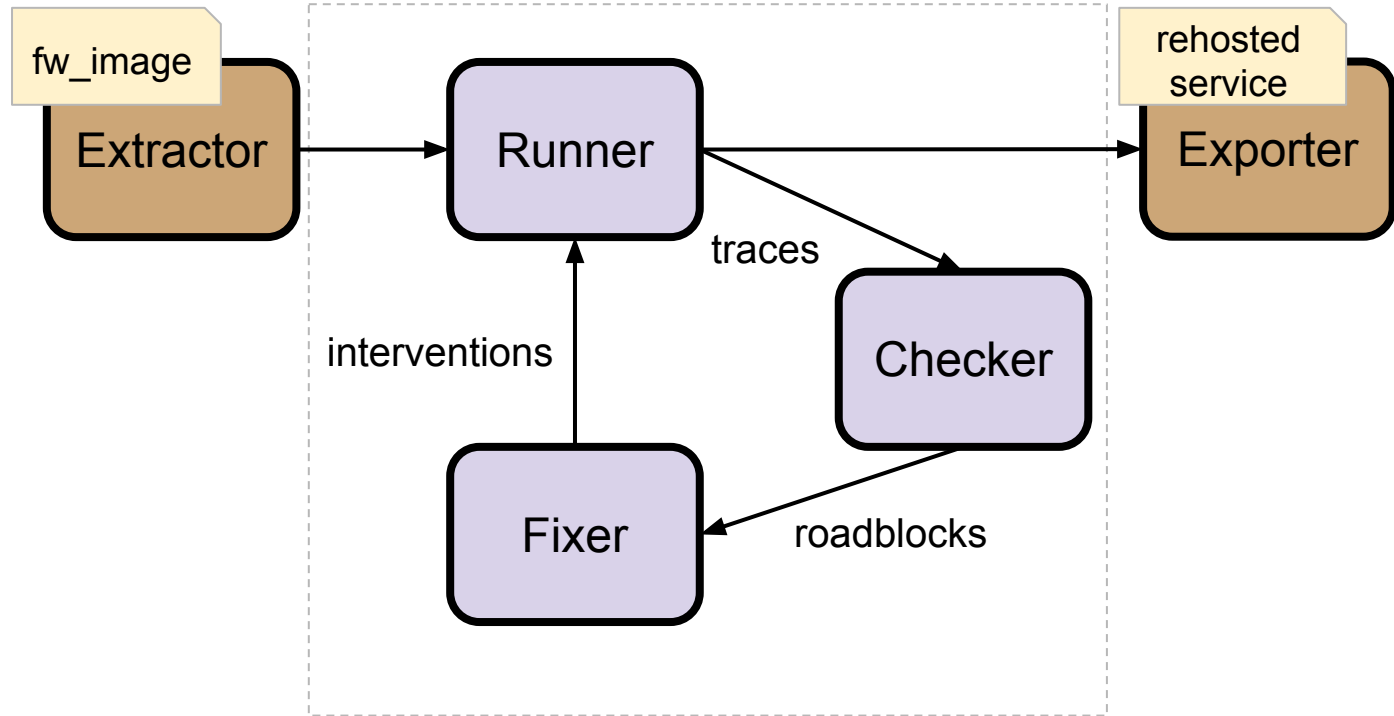 fw_image
Extractor
Runner
rehosted
service
Exporter
traces
interventions
Checker
Fixer
roadblocks